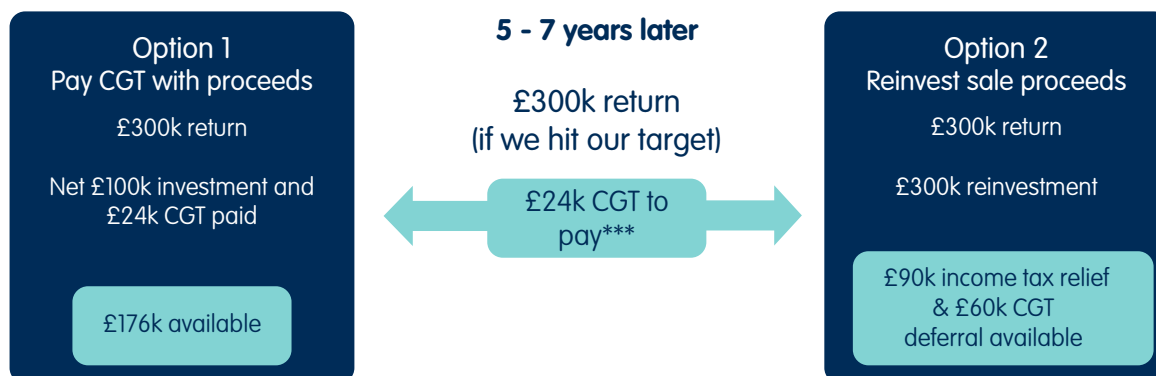 Option 1
Pay CGT with proceeds
£300k return
Net £100k investment and
£24k CGT paid
£176k available
5 - 7 years later
£300k return
(if we hit our target)
£24k CGT to
pay***
Option 2
Reinvest sale proceeds
£300k return
£300k reinvestment
£90k income tax relief
& £60k CGT
deferral available